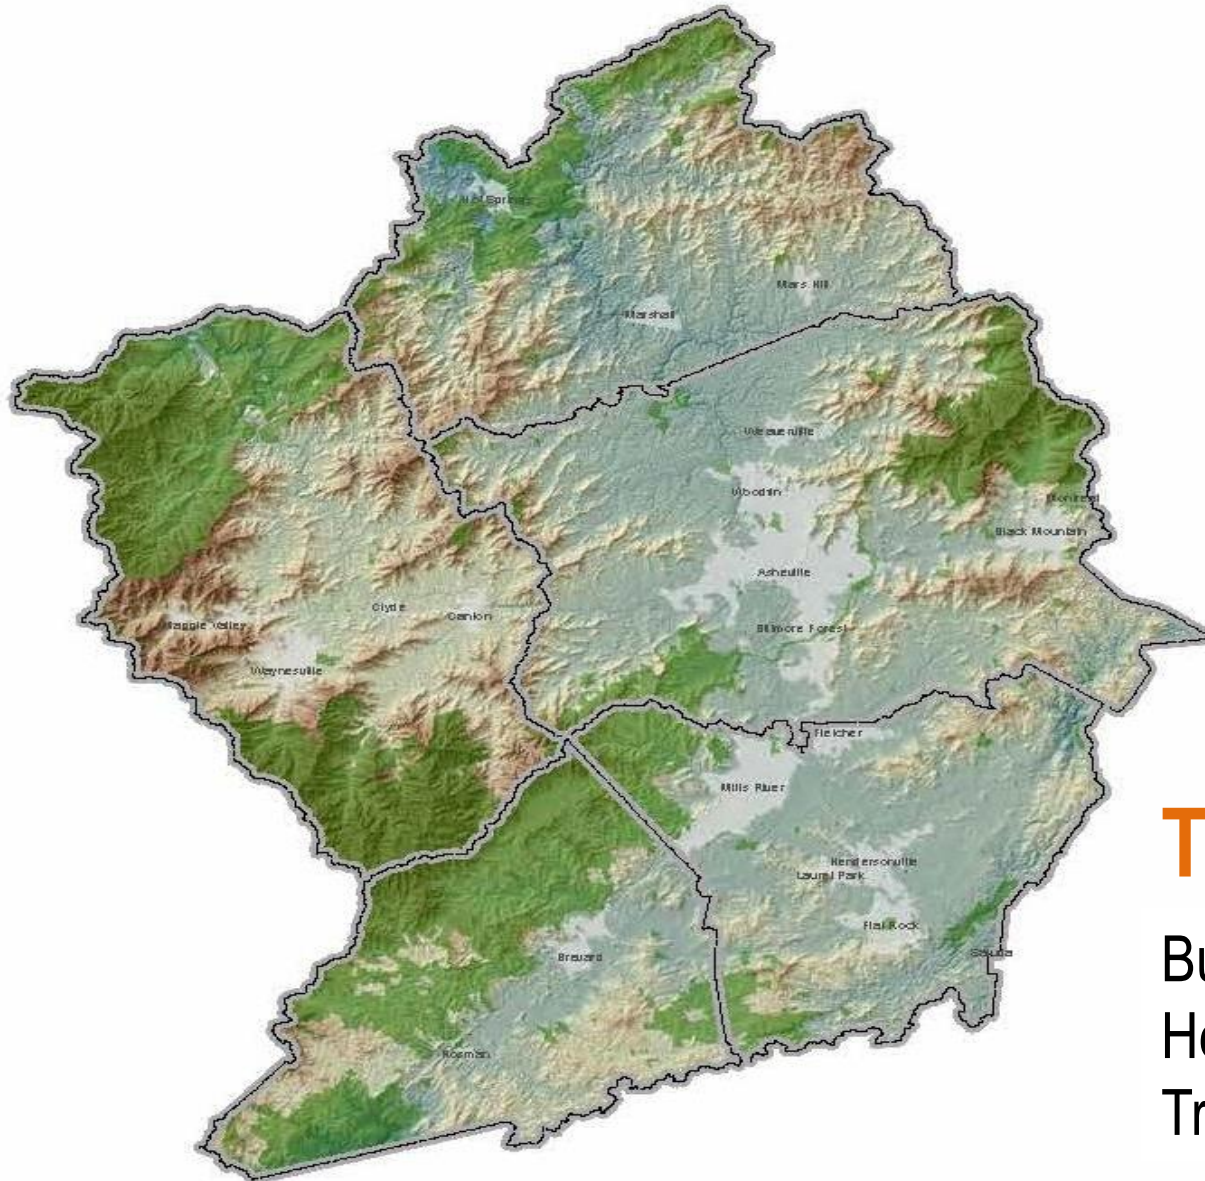 Hot Springs
Mars Hill
Marshall
Weaverville
Woodfin
Montreat
Black Mountain
Asheville
Clyde
Canton
Maggie Valley
Biltmore Forest
Waynesville
Fletcher
Mills River
Hendersonville
Laurel Park
Flat Rock
Brevard
Saluda
Rosman
T
Bu
He
Tr